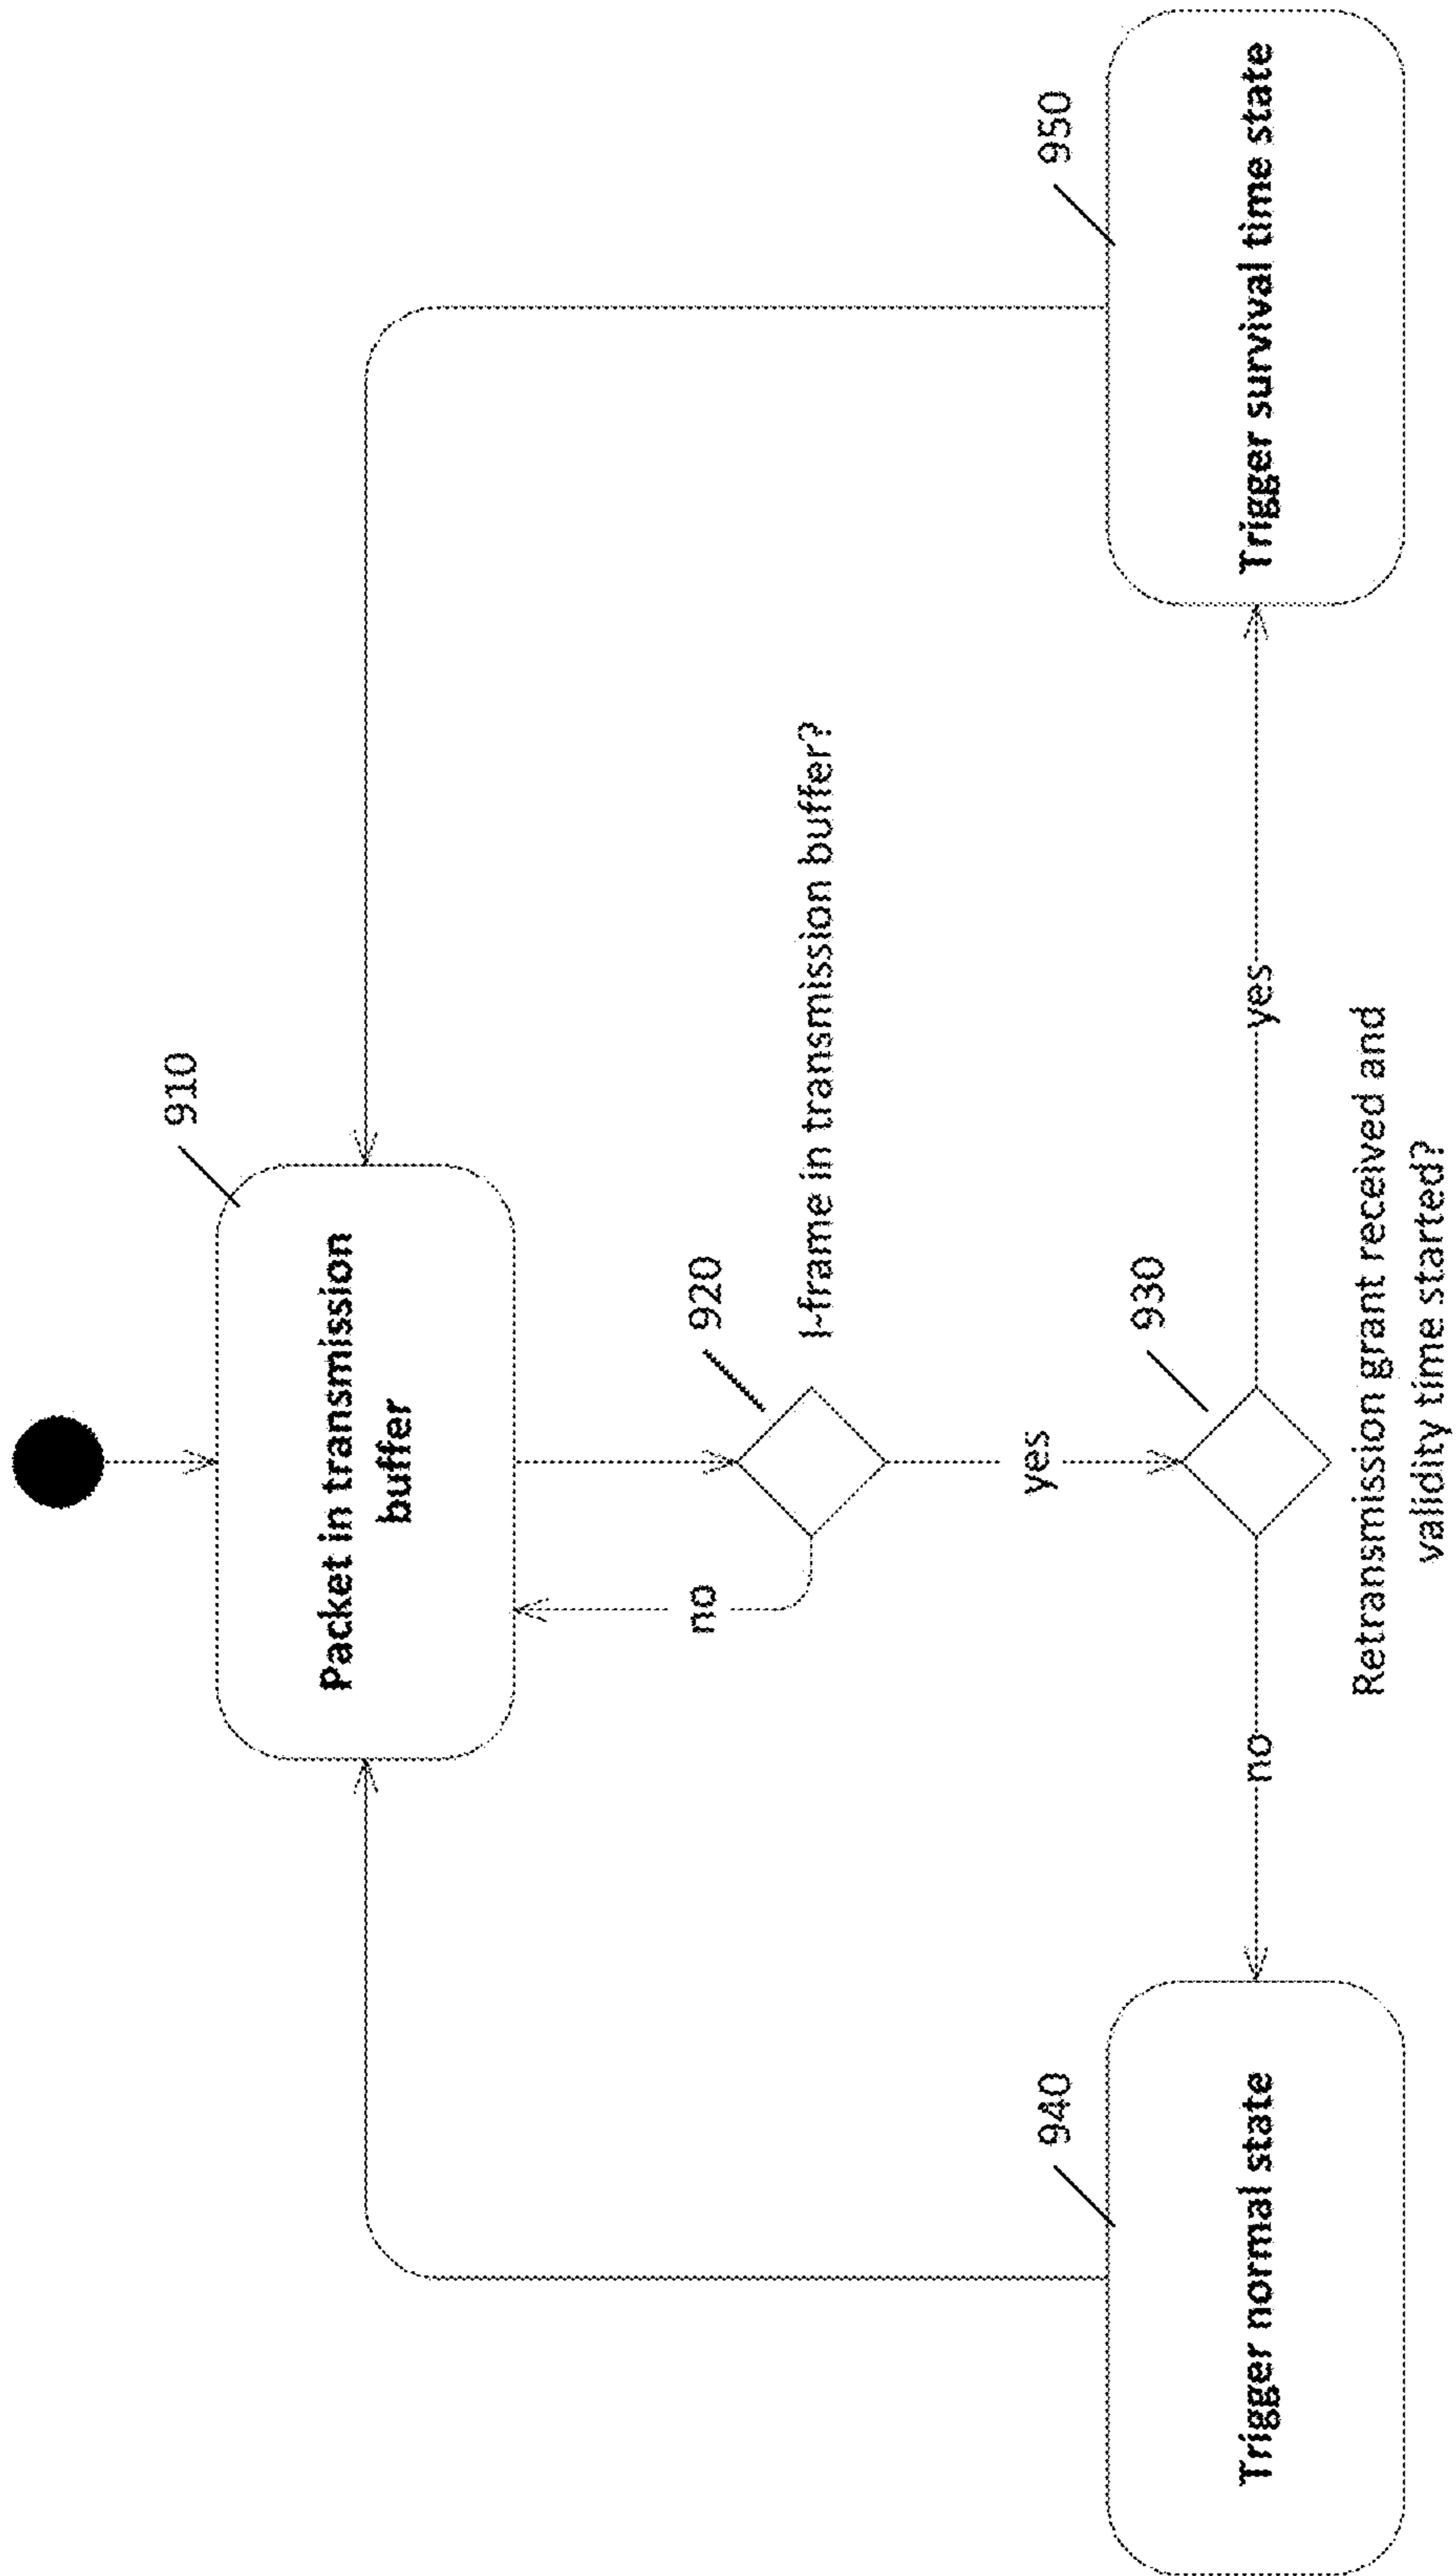 910
Packet in transmission
buffer
920
I-frame in transmission buffer?
no
yes
930
940
no
yes
950
Trigger normal state
Trigger survival time state
Retransmission grant received and
validity time started?